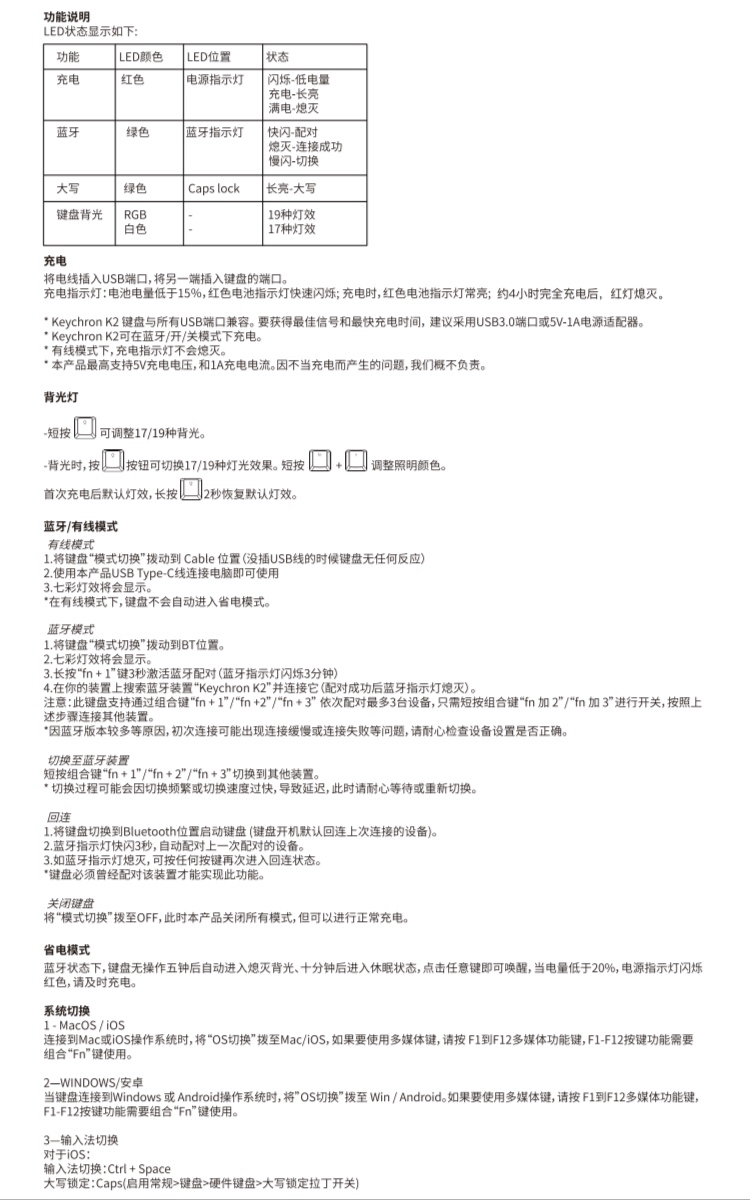 功能说明
LED状态显示如下:
功能 LED颜色 LED位置 状态
充电 红色 电源指示灯 闪烁-低电量
充电-长亮
满电-熄灭
蓝牙 绿色 蓝牙指示灯 快闪-配对
熄灭-连接成功
慢闪-切换
大写 绿色 Caps lock 长亮-大写
键盘背光 RGB - 19种灯效
白色 - 17种灯效
充电
将电线插入USB端口,将另一端插入键盘的端口。
充电指示灯:电池电量低于15%,红色电池指示灯快速闪烁; 充电时,红色电池指示灯常亮; 约4小时完全充电后, 红灯熄灭。
* Keychron K2 键盘与所有USB端口兼容。要获得最佳信号和最快充电时间, 建议采用USB3.0端口或5V-1A电源适配器。
* Keychron K2可在蓝牙/开/关模式下充电。
* 有线模式下,充电指示灯不会熄灭。
* 本产品最高支持5V充电电压,和1A充电电流。因不当充电而产生的问题,我们概不负责。
背光灯
-短按 可调整17/19种背光。
-背光时,按 按钮可切换17/19种灯光效果。短按 + 调整照明颜色。
首次充电后默认灯效,长按 2秒恢复默认灯效。
蓝牙/有线模式
有线模式
1.将键盘“模式切换”拨动到 Cable 位置(没插USB线的时候键盘无任何反应)
2.使用本产品USB Type-C线连接电脑即可使用
3.七彩灯效将会显示。
*在有线模式下,键盘不会自动进入省电模式。
蓝牙模式
1.将键盘“模式切换”拨动到BT位置。
2.七彩灯效将会显示。
3.长按“fn + 1”键3秒激活蓝牙配对(蓝牙指示灯闪烁3分钟)
4.在你的装置上搜索蓝牙装置“Keychron K2”并连接它(配对成功后蓝牙指示灯熄灭)。
注意:此键盘支持通过组合键“fn + 1”/“fn +2”/“fn + 3” 依次配对最多3台设备,只需短按组合键“fn 加 2”/“fn 加 3”进行开关,按照上
述步骤连接其他装置。
*因蓝牙版本较多等原因,初次连接可能出现连接缓慢或连接失败等问题,请耐心检查设备设置是否正确。
切换至蓝牙装置
短按组合键“fn + 1”/“fn + 2”/“fn + 3”切换到其他装置。
* 切换过程可能会因切换频繁或切换速度过快,导致延迟,此时请耐心等待或重新切换。
回连
1.将键盘切换到Bluetooth位置启动键盘 (键盘开机默认回连上次连接的设备)。
2.蓝牙指示灯快闪3秒,自动配对上一次配对的设备。
3.如蓝牙指示灯熄灭,可按任何按键再次进入回连状态。
*键盘必须曾经配对该装置才能实现此功能。
关闭键盘
将“模式切换”拨至OFF,此时本产品关闭所有模式,但可以进行正常充电。
省电模式
蓝牙状态下,键盘无操作五钟后自动进入熄灭背光、十分钟后进入休眠状态,点击任意键即可唤醒,当电量低于20%,电源指示灯闪烁
红色,请及时充电。
系统切换
1 - MacOS / iOS
连接到Mac或iOS操作系统时,将“OS切换”拨至Mac/iOS,如果要使用多媒体键,请按 F1到F12多媒体功能键,F1-F12按键功能需要
组合“Fn”键使用。
2—WINDOWS/安卓
当键盘连接到Windows 或 Android操作系统时,将”OS切换”拨至 Win / Android。如果要使用多媒体键,请按 F1到F12多媒体功能键,
F1-F12按键功能需要组合“Fn”键使用。
3—输入法切换
对于iOS:
输入法切换:Ctrl + Space
大写锁定:Caps(启用常规>键盘>硬件键盘>大写锁定拉丁开关)